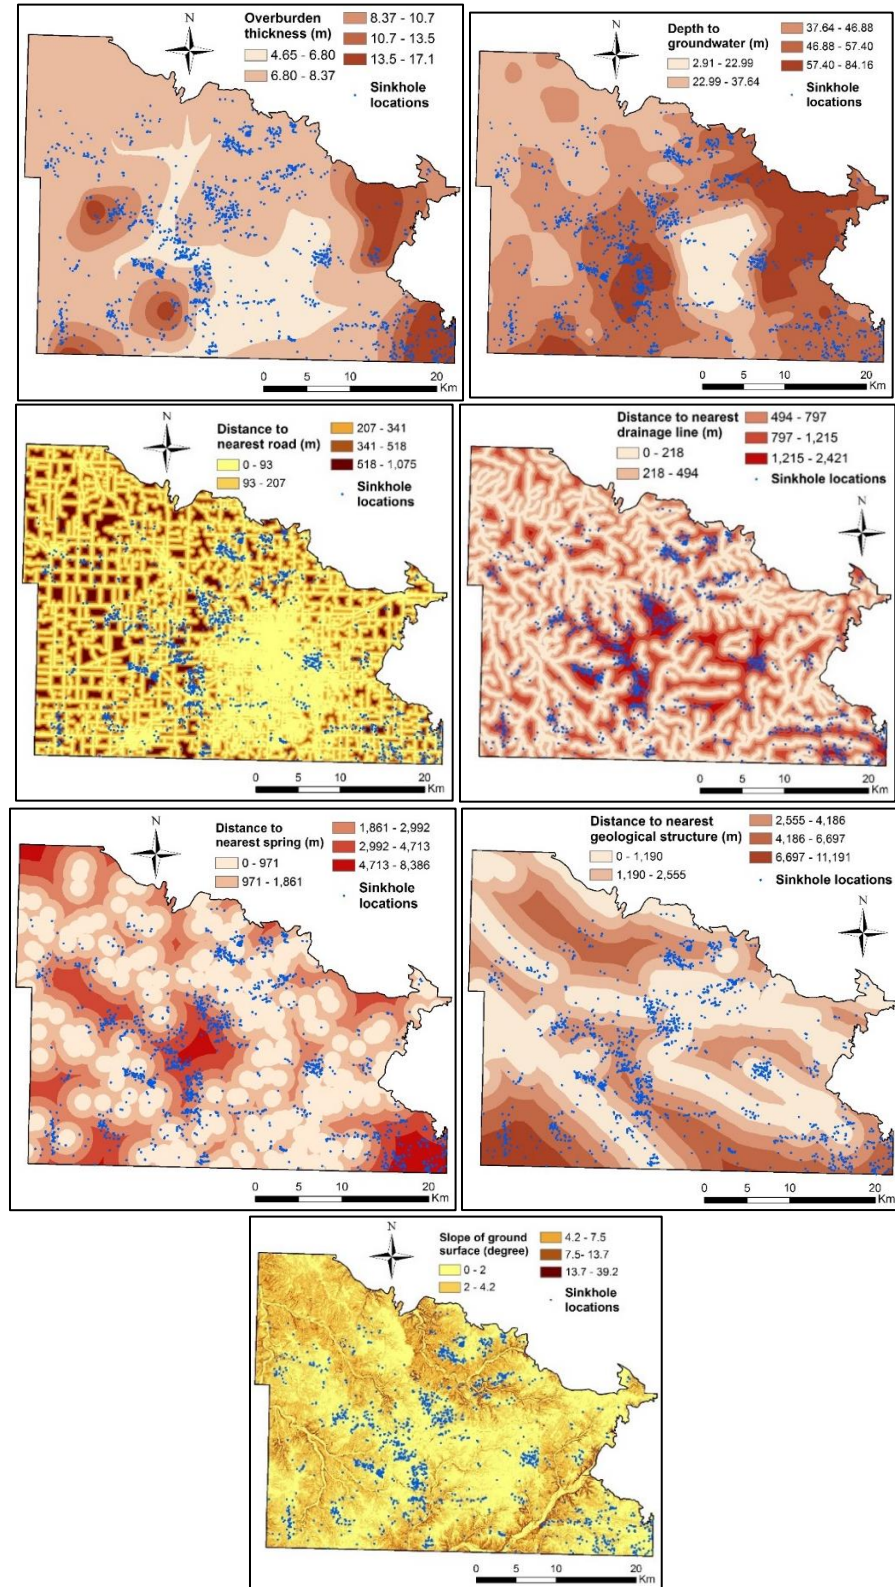 Overburden
thickness (m)
4.65 - 6.80
6.80 - 8.37
8.37 - 10.7
10.7 - 13.5
13.5 - 17.1
Sinkhole
locations
N
0 5 10 20
Km
Depth to
groundwater (m)
2.91 - 22.99
22.99 - 37.64
37.64 - 46.88
46.88 - 57.40
57.40 - 84.16
Sinkhole
locations
N
0 5 10 20
Km
N
Distance to
nearest road (m)
0 - 93
93 - 207
207 - 341
341 - 518
518 - 1,075
Sinkhole
locations
0 5 10 20
Km
Distance to nearest
drainage line (m)
0 - 218
218 - 494
494 - 797
797 - 1,215
1,215 - 2,421
Sinkhole locations
N
0 5 10 20
Km
N
Distance to
nearest spring (m)
0 - 971
971 - 1,861
1,861 - 2,992
2,992 - 4,713
4,713 - 8,386
Sinkhole
locations
0 5 10 20
Km
Distance to nearest
geological structure (m)
0 - 1,190
1,190 - 2,555
2,555 - 4,186
4,186 - 6,697
6,697 - 11,191
Sinkhole locations
N
0 5 10 20
Km
N
Slope of ground
surface (degree)
0 - 2
2 - 4.2
4.2 - 7.5
7.5- 13.7
13.7 - 39.2
Sinkhole
locations
0 5 10 20
Km